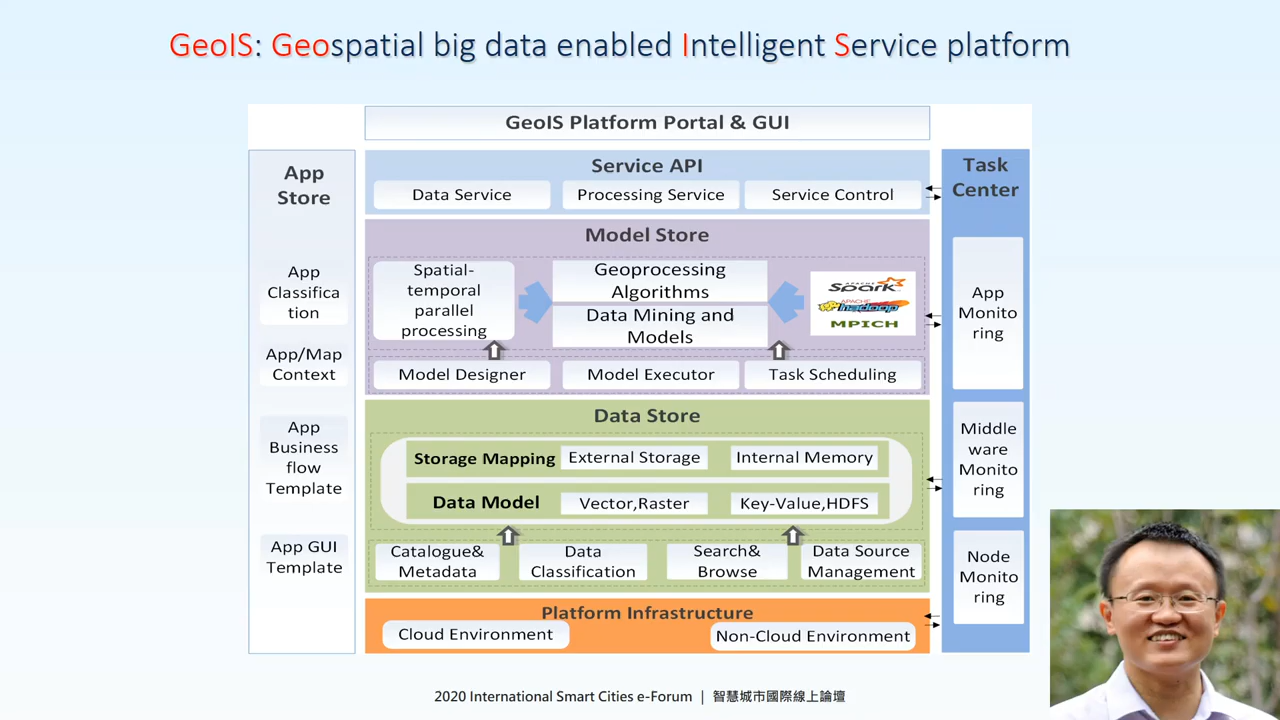 GeoIS: Geospatial big data enabled Intelligent Service platform
GeoIS Platform Portal & GUI
App
Store
App
Classifica
tion
App/Map
Context
App
Business
flow
Template
App GUI
Template
Service API
Data Service
Processing Service
Service Control
Model Store
Spatial-
temporal
parallel
processing
Geoprocessing
Algorithms
Data Mining and
Models
APACHE
Spark
APACHE
hadoop
MPICH
Model Designer
Model Executor
Task Scheduling
Data Store
Storage Mapping
External Storage
Internal Memory
Data Model
Vector,Raster
Key-Value,HDFS
Catalogue&
Metadata
Data
Classification
Search&
Browse
Data Source
Management
Platform Infrastructure
Cloud Environment
Non-Cloud Environment
Task
Center
App
Monito
ring
Middle
ware
Monito
ring
Node
Monito
ring
2020 International Smart Cities e-Forum | 智慧城市國際線上論壇